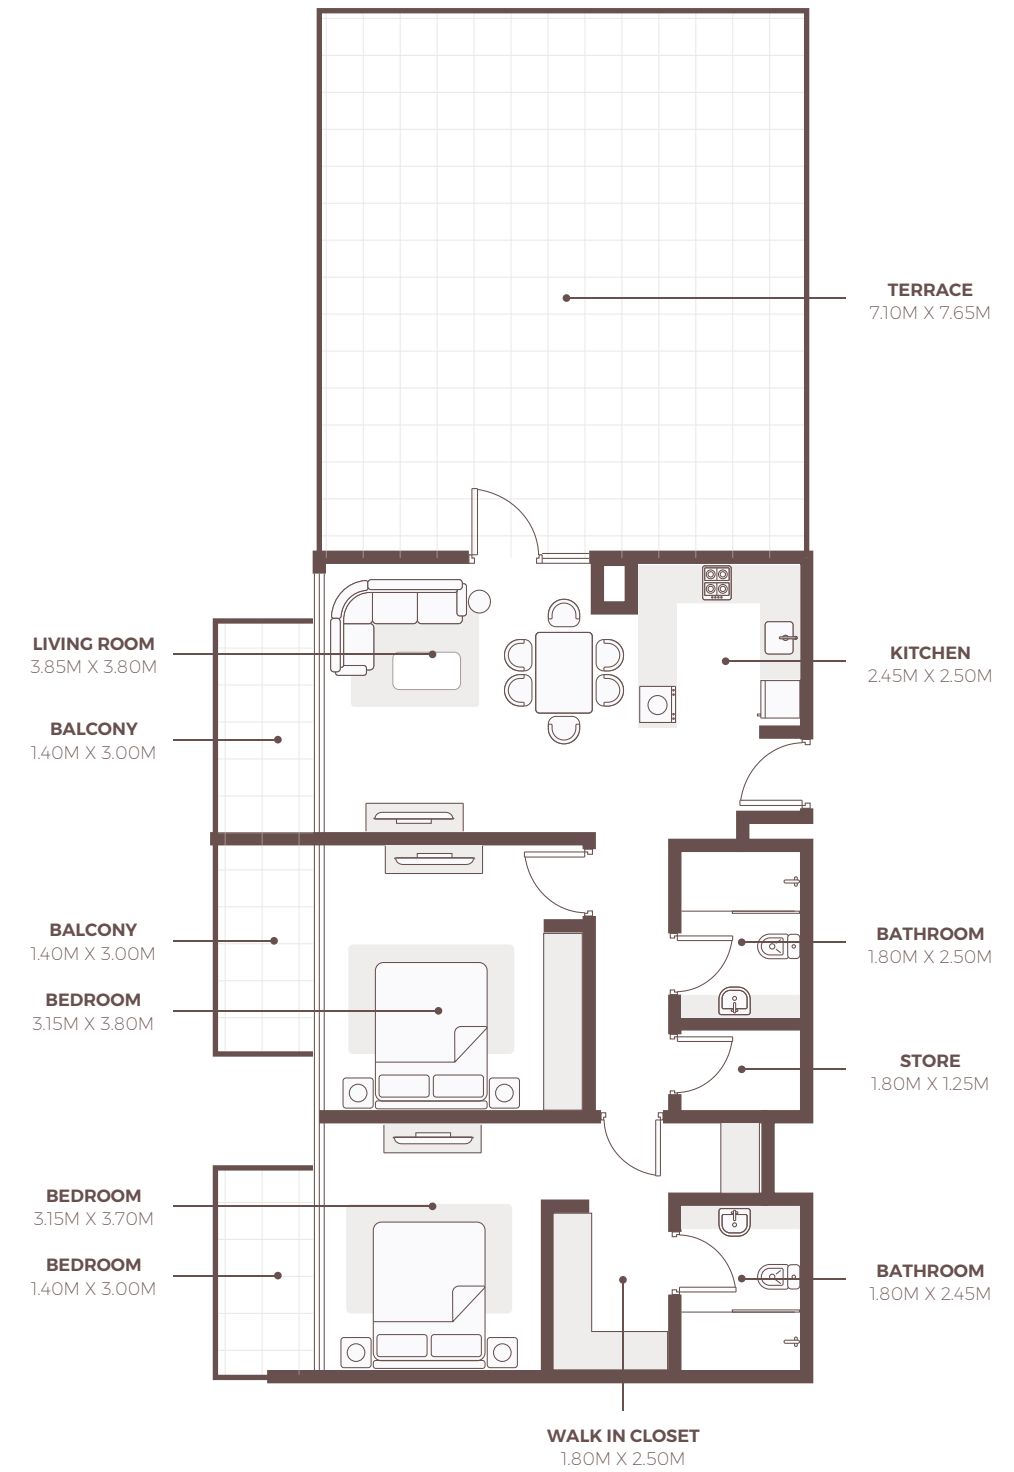 TERRACE
7.10M X 7.65M
LIVING ROOM
3.85M X 3.80M
KITCHEN
2.45M X 2.50M
BALCONY
1.40M X 3.00M
BALCONY
1.40M X 3.00M
BATHROOM
1.80M X 2.50M
BEDROOM
3.15M X 3.80M
STORE
1.80M X 1.25M
BEDROOM
3.15M X 3.70M
BEDROOM
1.40M X 3.00M
BATHROOM
1.80M X 2.45M
WALK IN CLOSET
1.80M X 2.50M